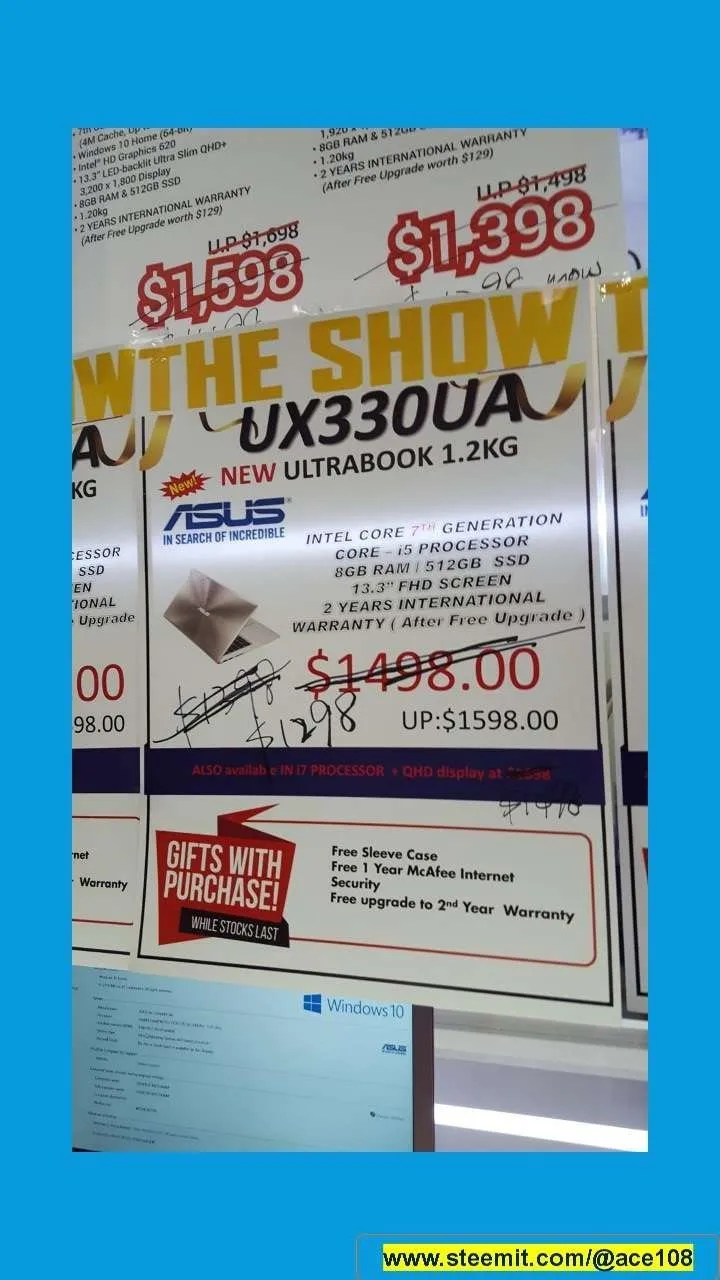 (4M Cache, Up
• Windows 10 Home (64-bit)
• Intel® HD Graphics 620
• 13.3" LED-backlit Ultra Slim QHD+
3,200 x 1,800 Display
• 8GB RAM & 512GB SSD
• 1.20kg
• 2 YEARS INTERNATIONAL WARRANTY
(After Free Upgrade worth $129)
U.P $1,698
$1,598
• 8GB RAM & 512GB
• 1.20kg
• 2 YEARS INTERNATIONAL WARRANTY
(After Free Upgrade worth $129)
U.P $1,498
$1,398
OW
THE SHOW
T
UX330UA
A
KG
New!
NEW ULTRABOOK 1.2KG
ASUS
IN SEARCH OF INCREDIBLE
INTEL CORE 7TH GENERATION
CORE – i5 PROCESSOR
8GB RAM | 512GB SSD
13.3" FHD SCREEN
2 YEARS INTERNATIONAL
WARRANTY ( After Free Upgrade )
CESSOR
SSD
EN
IONAL
Upgrade
$1498.00
$1398
$1298
UP:$1598.00
00
98.00
ALSO available IN i7 PROCESSOR + QHD display at
GIFTS WITH
PURCHASE!
WHILE STOCKS LAST
Free Sleeve Case
Free 1 Year McAfee Internet
Security
Free upgrade to 2nd Year Warranty
rnet
Warranty
Windows 10
ASUS
www.steemit.com/@ace108